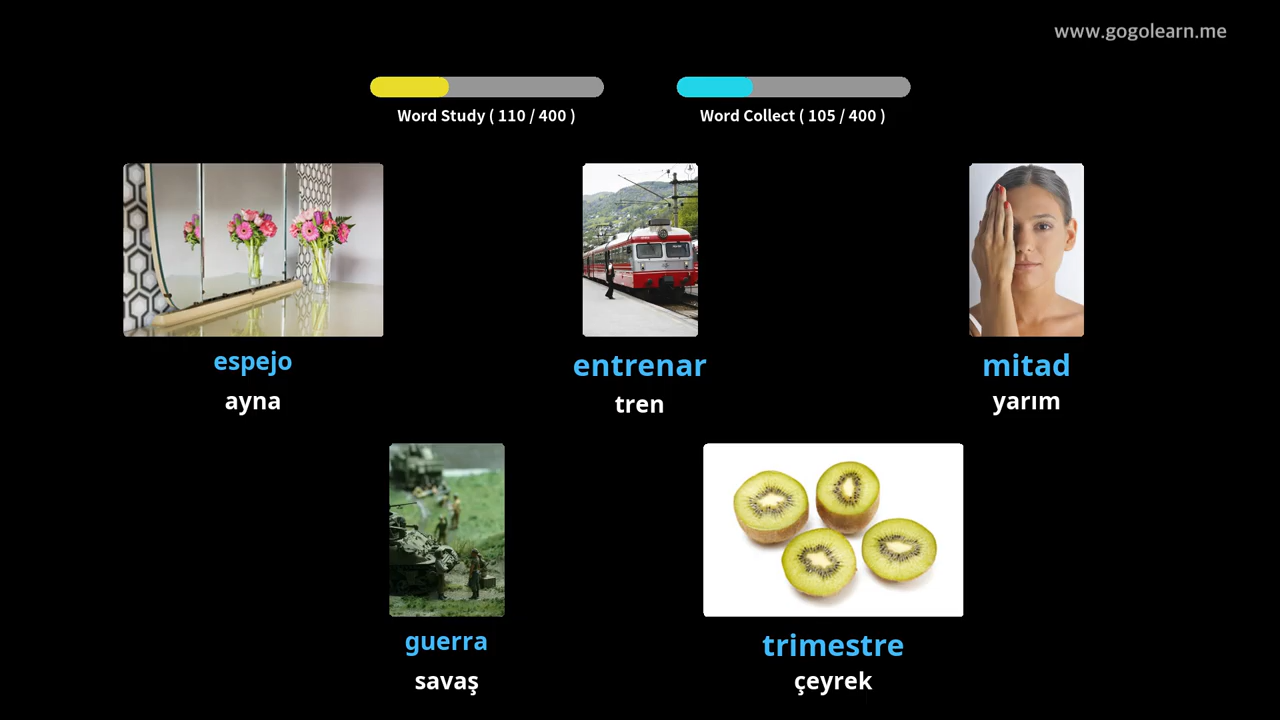 www.gogolearn.me
Word Study ( 110 / 400 )
Word Collect ( 105 / 400 )
espejo
ayna
entrenar
tren
mitad
yarım
guerra
savaş
trimestre
çeyrek